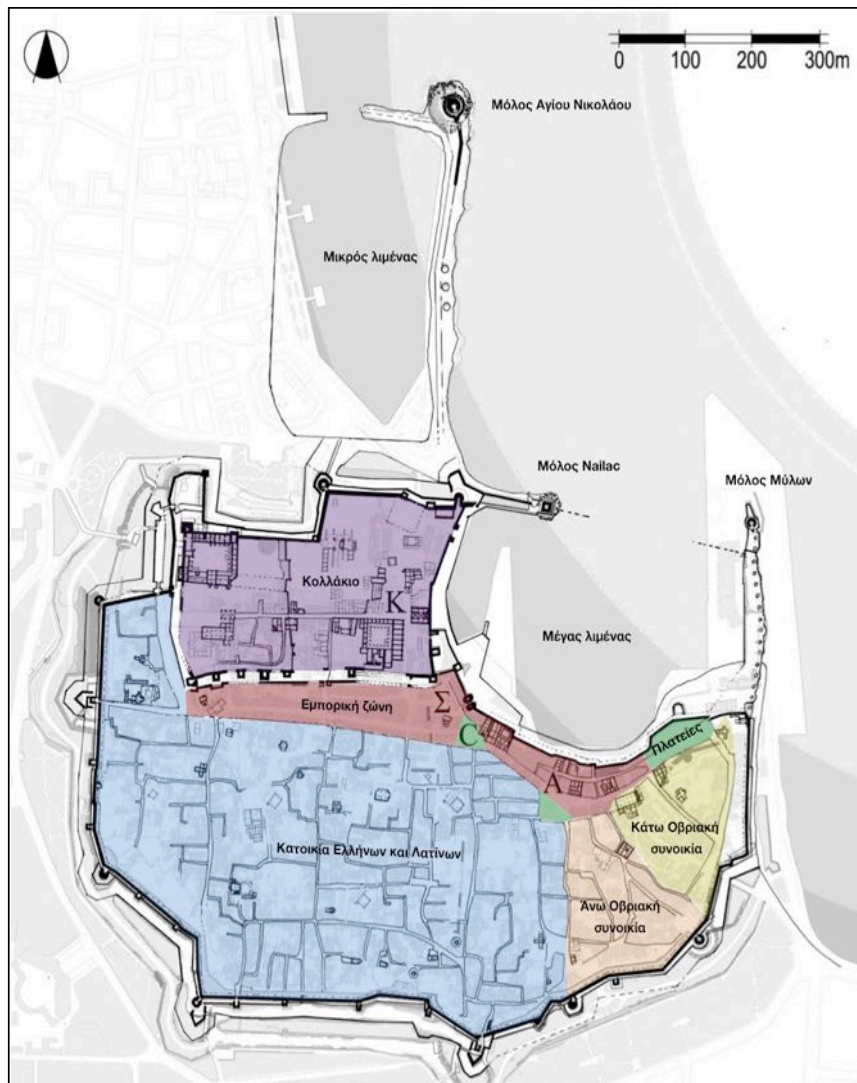 0 100 200 300m
Μόλος Αγίου Νικολάου
Μικρός λιμένας
Μόλος Nailac
Μόλος Μύλων
Κολλάκιο
Κ
Μέγας λιμένας
Εμπορική ζώνη
Σ
C
Πλατείες
Α
Κάτω Οβριακή
συνοικία
Κατοικία Ελλήνων και Λατίνων
Άνω Οβριακή
συνοικία